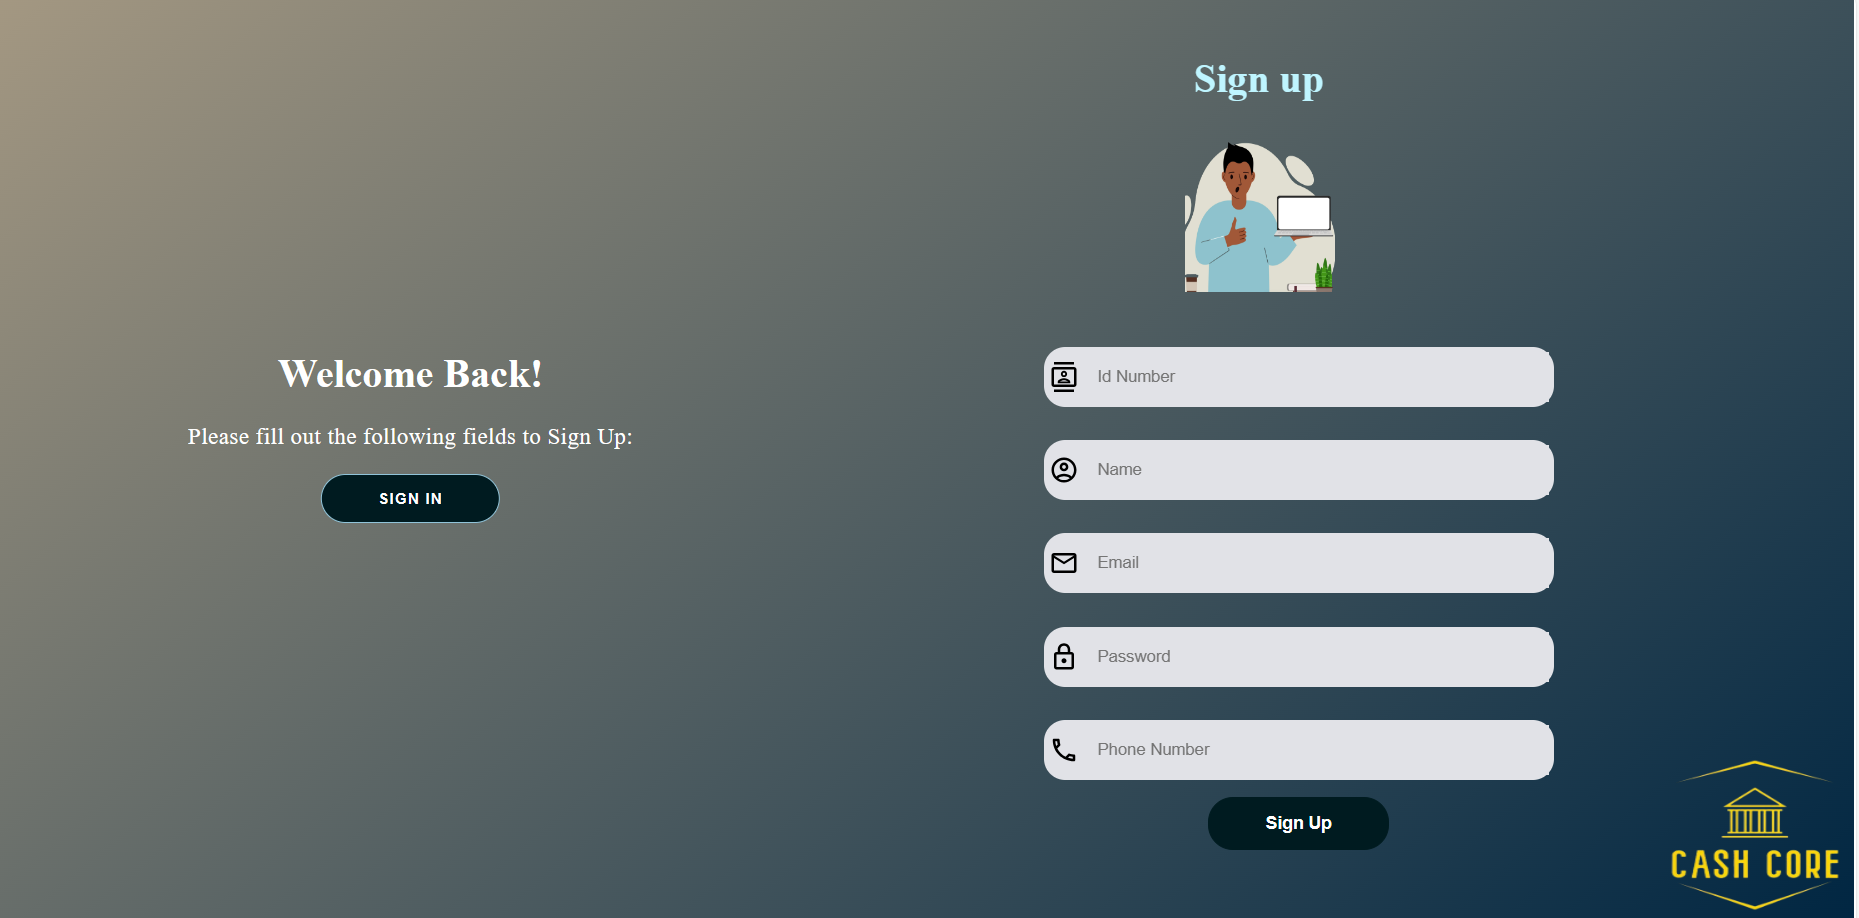 Welcome Back!
Please fill out the following fields to Sign Up:
SIGN IN
Sign up
Id Number
Name
Email
Password
Phone Number
Sign Up
CASH CORE